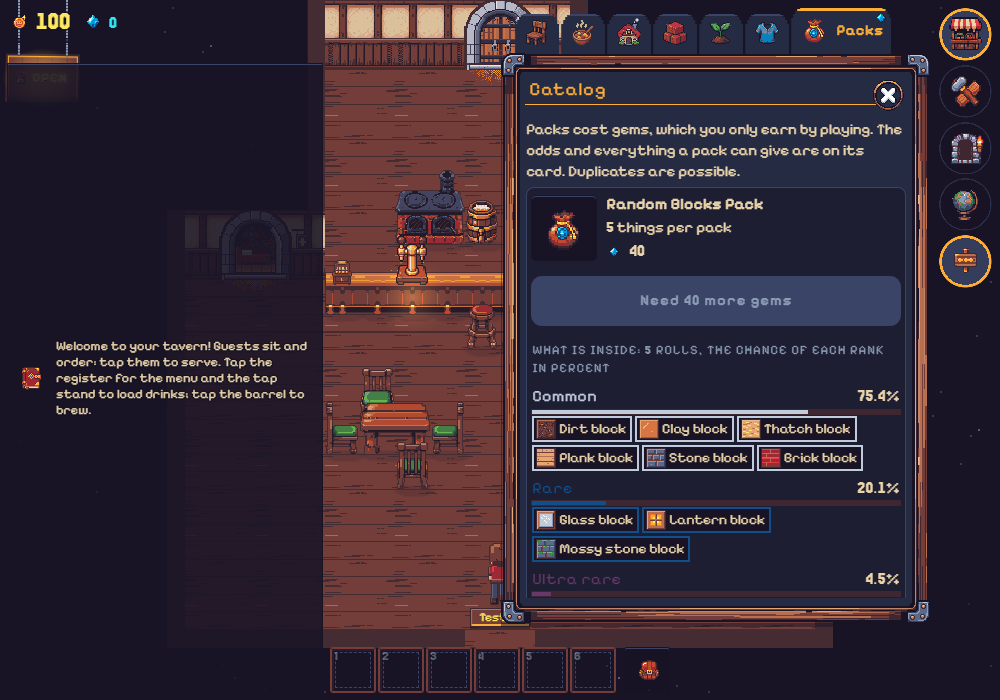 100 0
OPEN
Packs
Catalog
Packs cost gems, which you only earn by playing. The
odds and everything a pack can give are on its
card. Duplicates are possible.
Random Blocks Pack
5 things per pack
40
Need 40 more gems
WHAT IS INSIDE: 5 ROLLS, THE CHANCE OF EACH RANK
IN PERCENT
Common 75.4%
Dirt block Clay block Thatch block
Plank block Stone block Brick block
Rare 20.1%
Glass block Lantern block
Mossy stone block
Ultra rare 4.5%
Welcome to your tavern! Guests sit and
order: tap them to serve. Tap the
register for the menu and the tap
stand to load drinks; tap the barrel to
brew.
1 2 3 4 5 6